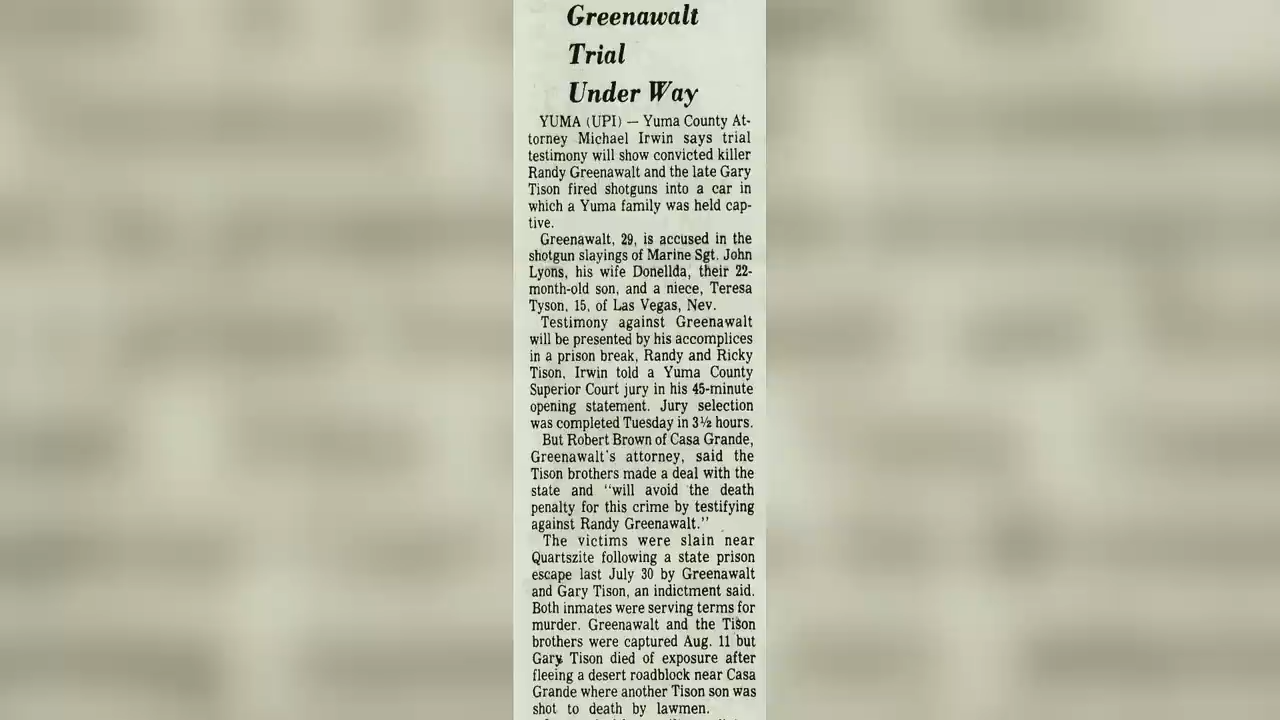 Greenawalt
Trial
Under Way
YUMA (UPI) — Yuma County At-
torney Michael Irwin says trial
testimony will show convicted killer
Randy Greenawalt and the late Gary
Tison fired shotguns into a car in
which a Yuma family was held cap-
tive.
Greenawalt, 29, is accused in the
shotgun slayings of Marine Sgt. John
Lyons, his wife Donellda, their 22-
month-old son, and a niece, Teresa
Tyson, 15, of Las Vegas, Nev.
Testimony against Greenawalt
will be presented by his accomplices
in a prison break, Randy and Ricky
Tison, Irwin told a Yuma County
Superior Court jury in his 45-minute
opening statement. Jury selection
was completed Tuesday in 3½ hours.
But Robert Brown of Casa Grande,
Greenawalt's attorney, said the
Tison brothers made a deal with the
state and “will avoid the death
penalty for this crime by testifying
against Randy Greenawalt.”
The victims were slain near
Quartszite following a state prison
escape last July 30 by Greenawalt
and Gary Tison, an indictment said.
Both inmates were serving terms for
murder. Greenawalt and the Tison
brothers were captured Aug. 11 but
Gary Tison died of exposure after
fleeing a desert roadblock near Casa
Grande where another Tison son was
shot to death by lawmen.